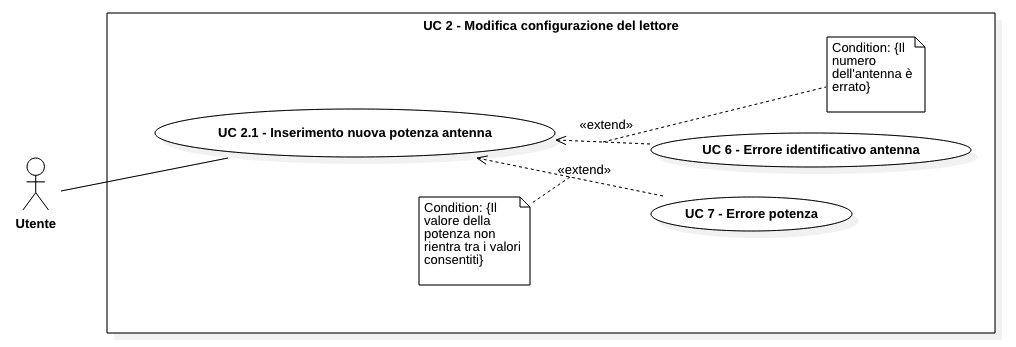 UC 2 - Modifica configurazione del lettore
Condition: {Il
numero
dell'antenna è
errato}
«extend»
UC 2.1 - Inserimento nuova potenza antenna
UC 6 - Errore identificativo antenna
«extend»
Condition: {Il
valore della
potenza non
rientra tra i valori
consentiti}
UC 7 - Errore potenza
Utente